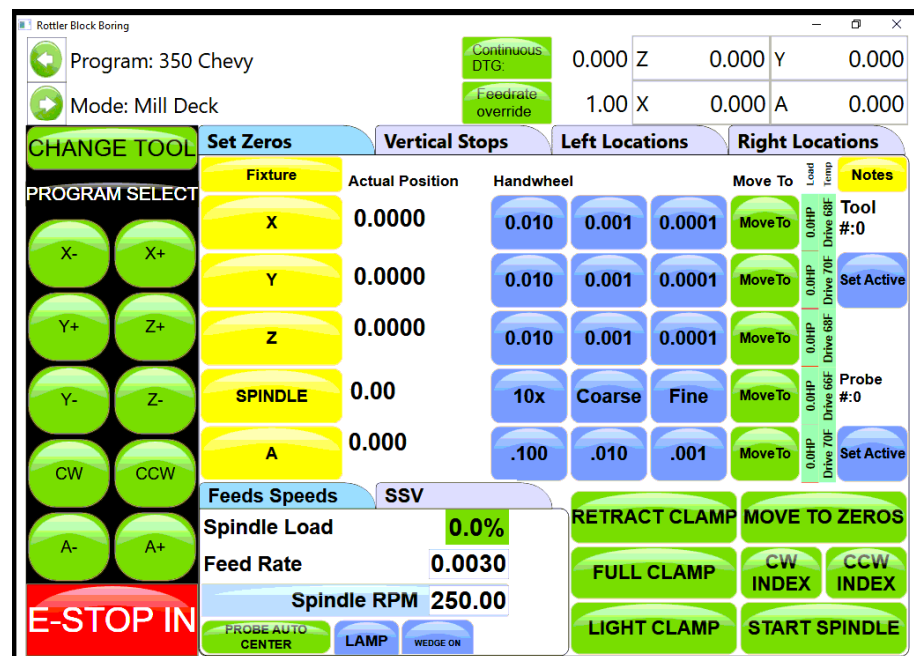 Rottler Block Boring
Program: 350 Chevy
Continuous DTG:
0.000 Z 0.000 Y 0.000
Mode: Mill Deck
Feedrate override
1.00 X 0.000 A 0.000
CHANGE TOOL
PROGRAM SELECT
X- X+
Y+ Z+
Y- Z-
CW CCW
A- A+
E-STOP IN
Set Zeros Vertical Stops Left Locations Right Locations
Fixture Actual Position Handwheel Move To Load Temp Notes
X 0.0000 0.010 0.001 0.0001 MoveTo 0.0HP Drive 68F Tool #:0
Y 0.0000 0.010 0.001 0.0001 MoveTo 0.0HP Drive 70F Set Active
Z 0.0000 0.010 0.001 0.0001 MoveTo 0.0HP Drive 68F
SPINDLE 0.00 10x Coarse Fine MoveTo 0.0HP Drive 66F Probe #:0
A 0.000 .100 .010 .001 MoveTo 0.0HP Drive 70F Set Active
Feeds Speeds SSV
Spindle Load 0.0%
Feed Rate 0.0030
Spindle RPM 250.00
PROBE AUTO CENTER LAMP WEDGE ON
RETRACT CLAMP MOVE TO ZEROS
FULL CLAMP CW INDEX CCW INDEX
LIGHT CLAMP START SPINDLE